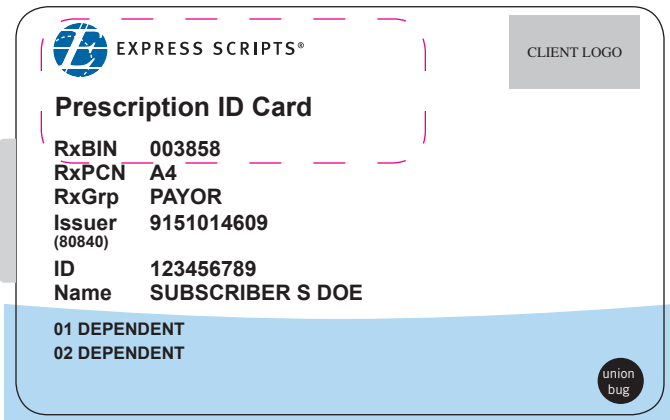 EXPRESS SCRIPTS®
CLIENT LOGO
Prescription ID Card
RxBIN 003858
RxPCN A4
RxGrp PAYOR
Issuer 9151014609
(80840)
ID 123456789
Name SUBSCRIBER S DOE
01 DEPENDENT
02 DEPENDENT
union
bug